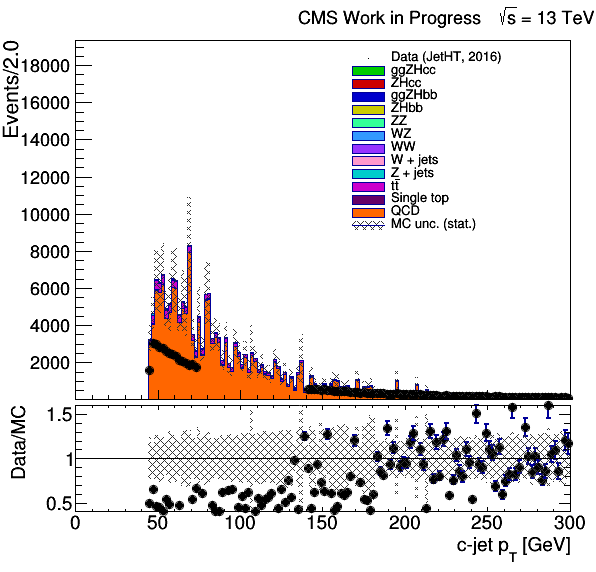 CMS Work in Progress √s = 13 TeV
Events/2.0
18000
16000
14000
12000
10000
8000
6000
4000
2000
Data (JetHT, 2016)
ggZHcc
ZHcc
ggZHbb
ZHbb
ZZ
WZ
WW
W + jets
Z + jets
tt̄
Single top
QCD
MC unc. (stat.)
Data/MC
1.5
1
0.5
0 50 100 150 200 250 300
c-jet p_T [GeV]